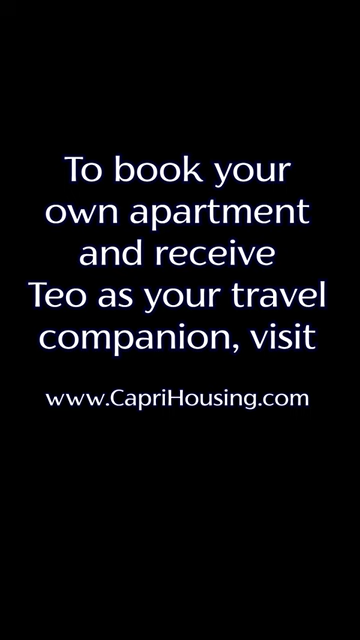 To book your
own apartment
and receive
Teo as your travel
companion, visit
www.CapriHousing.com